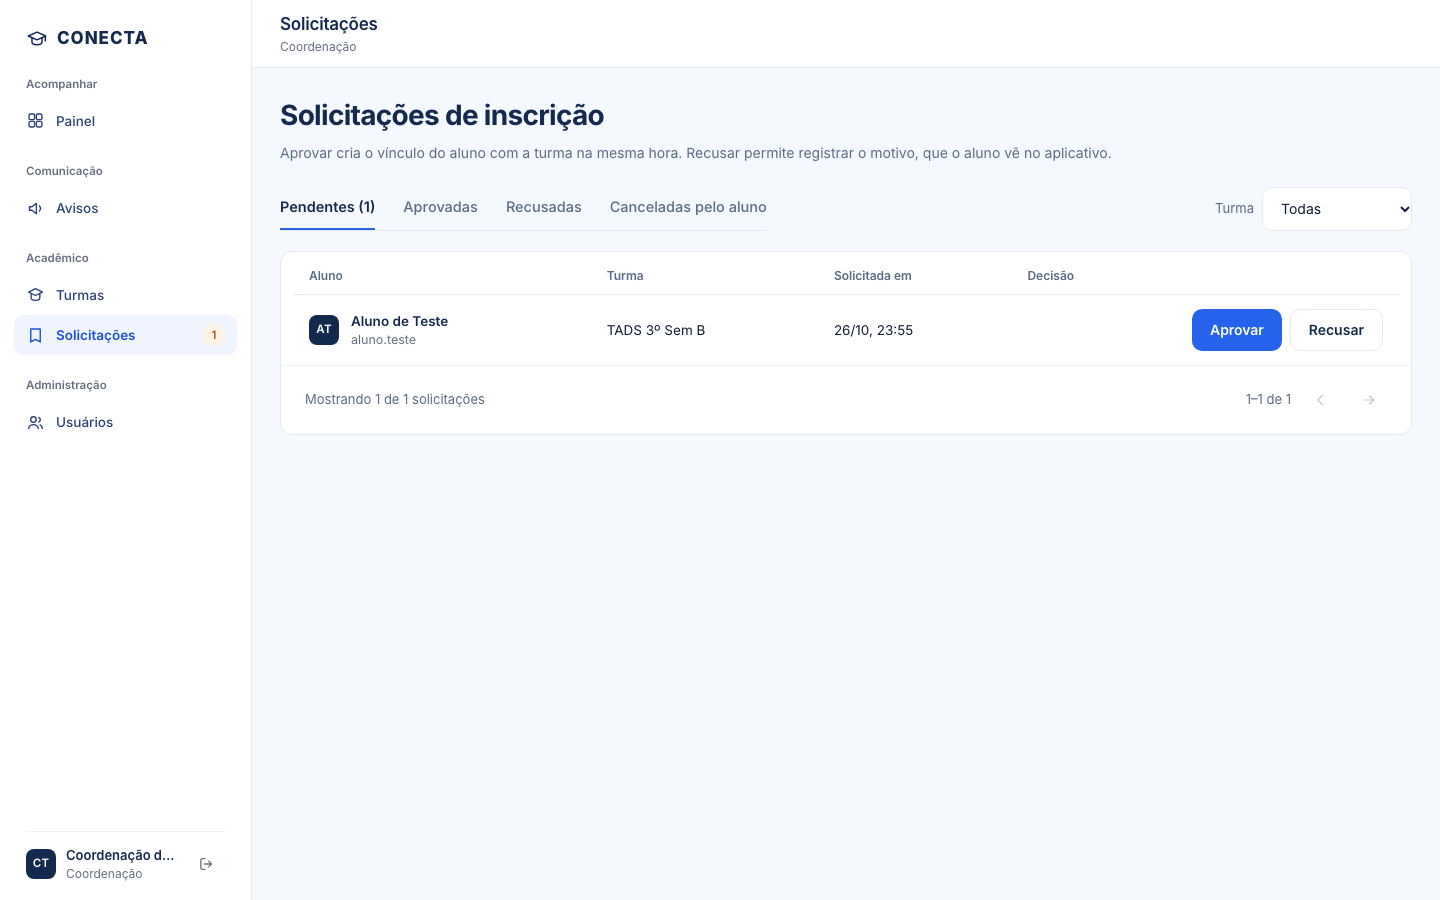 CONECTA
Acompanhar
Painel
Comunicação
Avisos
Acadêmico
Turmas
Solicitações 1
Administração
Usuários
CT
Coordenação d...
Coordenação
Solicitações
Coordenação
Solicitações de inscrição
Aprovar cria o vínculo do aluno com a turma na mesma hora. Recusar permite registrar o motivo, que o aluno vê no aplicativo.
Pendentes (1) Aprovadas Recusadas Canceladas pelo aluno
Turma Todas
Aluno Turma Solicitada em Decisão
AT Aluno de Teste
aluno.teste
TADS 3º Sem B 26/10, 23:55 Aprovar Recusar
Mostrando 1 de 1 solicitações 1–1 de 1